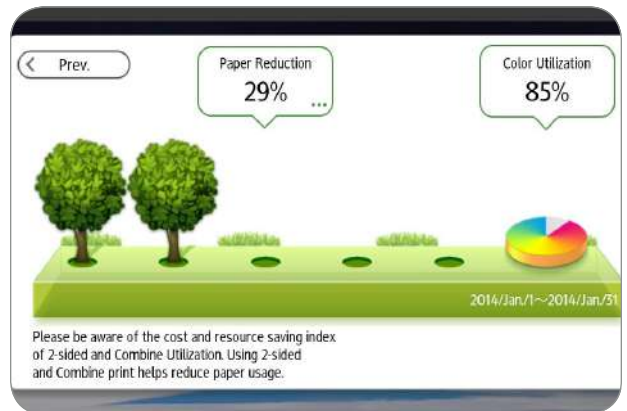 Prev.
Paper Reduction
29%
...
Color Utilization
85%
2014/Jan./1~2014/Jan./31
Please be aware of the cost and resource saving index
of 2-sided and Combine Utilization. Using 2-sided
and Combine print helps reduce paper usage.